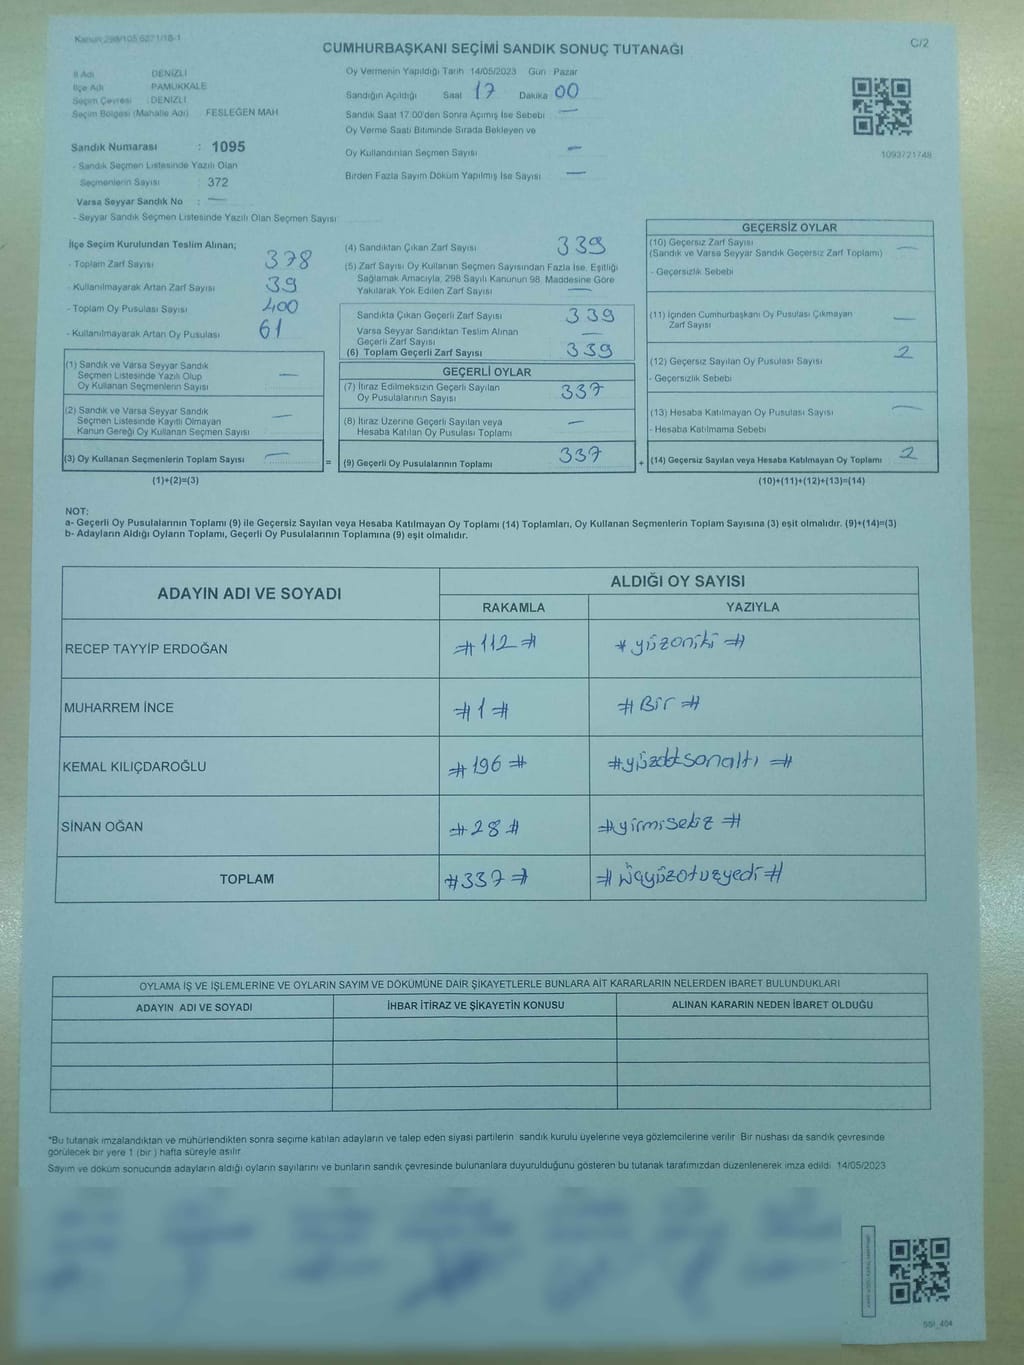 Kanun:298/105 6271/18-1
C/2
CUMHURBAŞKANI SEÇİMİ SANDIK SONUÇ TUTANAĞI
İl Adı DENİZLİ
İlçe Adı PAMUKKALE
Seçim Çevresi : DENİZLİ
Seçim Bölgesi (Mahalle Adı) FESLEĞEN MAH
Sandık Numarası : 1095
- Sandık Seçmen Listesinde Yazılı Olan
Seçmenlerin Sayısı : 372
Varsa Seyyar Sandık No : —
- Seyyar Sandık Seçmen Listesinde Yazılı Olan Seçmen Sayısı
Oy Vermenin Yapıldığı Tarih 14/05/2023 Gün Pazar
Sandığın Açıldığı Saat 17 Dakika 00
Sandık Saat 17:00'den Sonra Açımış İse Sebebi —
Oy Verme Saati Bitiminde Sırada Bekleyen ve
Oy Kullandırılan Seçmen Sayısı —
Birden Fazla Sayım Döküm Yapılmış İse Sayısı —
1093721748
İlçe Seçim Kurulundan Teslim Alınan;
- Toplam Zarf Sayısı 378
- Kullanılmayarak Artan Zarf Sayısı 39
- Toplam Oy Pusulası Sayısı 400
- Kullanılmayarak Artan Oy Pusulası 61
(1) Sandık ve Varsa Seyyar Sandık
Seçmen Listesinde Yazılı Olup
Oy Kullanan Seçmenlerin Sayısı —
(2) Sandık ve Varsa Seyyar Sandık
Seçmen Listesinde Kayıtlı Olmayan
Kanun Gereği Oy Kullanan Seçmen Sayısı —
(3) Oy Kullanan Seçmenlerin Toplam Sayısı —
(1)+(2)=(3)
=
(4) Sandıktan Çıkan Zarf Sayısı 339
(5) Zarf Sayısı Oy Kullanan Seçmen Sayısından Fazla İse, Eşitliği
Sağlamak Amacıyla, 298 Sayılı Kanunun 98. Maddesine Göre
Yakılarak Yok Edilen Zarf Sayısı —
Sandıkta Çıkan Geçerli Zarf Sayısı 339
Varsa Seyyar Sandıktan Teslim Alınan
Geçerli Zarf Sayısı —
(6) Toplam Geçerli Zarf Sayısı 339
GEÇERLİ OYLAR
(7) İtiraz Edilmeksizin Geçerli Sayılan
Oy Pusulalarının Sayısı 337
(8) İtiraz Üzerine Geçerli Sayılan veya
Hesaba Katılan Oy Pusulası Toplamı —
(9) Geçerli Oy Pusulalarının Toplamı 337
+
GEÇERSİZ OYLAR
(10) Geçersiz Zarf Sayısı —
(Sandık ve Varsa Seyyar Sandık Geçersiz Zarf Toplamı)
- Geçersizlik Sebebi
(11) İçinden Cumhurbaşkanı Oy Pusulası Çıkmayan
Zarf Sayısı —
(12) Geçersiz Sayılan Oy Pusulası Sayısı 2
- Geçersizlik Sebebi
(13) Hesaba Katılmayan Oy Pusulası Sayısı —
- Hesaba Katılmama Sebebi
(14) Geçersiz Sayılan veya Hesaba Katılmayan Oy Toplamı 2
(10)+(11)+(12)+(13)=(14)
NOT:
a- Geçerli Oy Pusulalarının Toplamı (9) ile Geçersiz Sayılan veya Hesaba Katılmayan Oy Toplamı (14) Toplamları, Oy Kullanan Seçmenlerin Toplam Sayısına (3) eşit olmalıdır. (9)+(14)=(3)
b- Adayların Aldığı Oyların Toplamı, Geçerli Oy Pusulalarının Toplamına (9) eşit olmalıdır.
ADAYIN ADI VE SOYADI ALDIĞI OY SAYISI
RAKAMLA YAZIYLA
RECEP TAYYİP ERDOĞAN #112# #yüzoniki#
MUHARREM İNCE #1# #Bir#
KEMAL KILIÇDAROĞLU #196# #yüzdoksanaltı#
SİNAN OĞAN #28# #yirmisekiz#
TOPLAM #337# #üçyüzotuzyedi#
OYLAMA İŞ VE İŞLEMLERİNE VE OYLARIN SAYIM VE DÖKÜMÜNE DAİR ŞİKAYETLERLE BUNLARA AİT KARARLARIN NELERDEN İBARET BULUNDUKLARI
ADAYIN ADI VE SOYADI İHBAR İTİRAZ VE ŞİKAYETİN KONUSU ALINAN KARARIN NEDEN İBARET OLDUĞU
*Bu tutanak imzalandıktan ve mühürlendikten sonra seçime katılan adayların ve talep eden siyasi partilerin sandık kurulu üyelerine veya gözlemcilerine verilir Bir nüshası da sandık çevresinde
görülecek bir yere 1 (bir ) hafta süreyle asılır
Sayım ve döküm sonucunda adayların aldığı oyların sayılarını ve bunların sandık çevresinde bulunanlara duyurulduğunu gösteren bu tutanak tarafımızdan düzenlenerek imza edildi. 14/05/2023
SSI_404